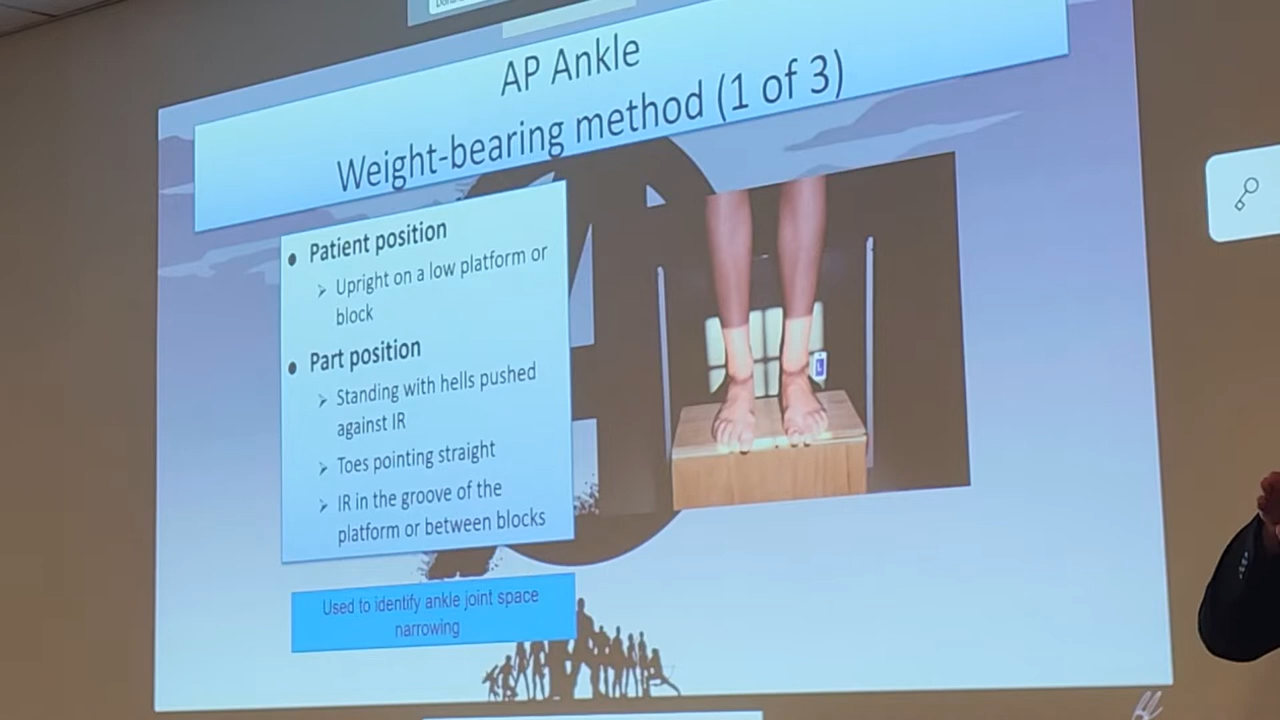 AP Ankle
Weight-bearing method (1 of 3)
Patient position
Upright on a low platform or
block
Part position
Standing with hells pushed
against IR
Toes pointing straight
IR in the groove of the
platform or between blocks
L
Used to identify ankle joint space
narrowing